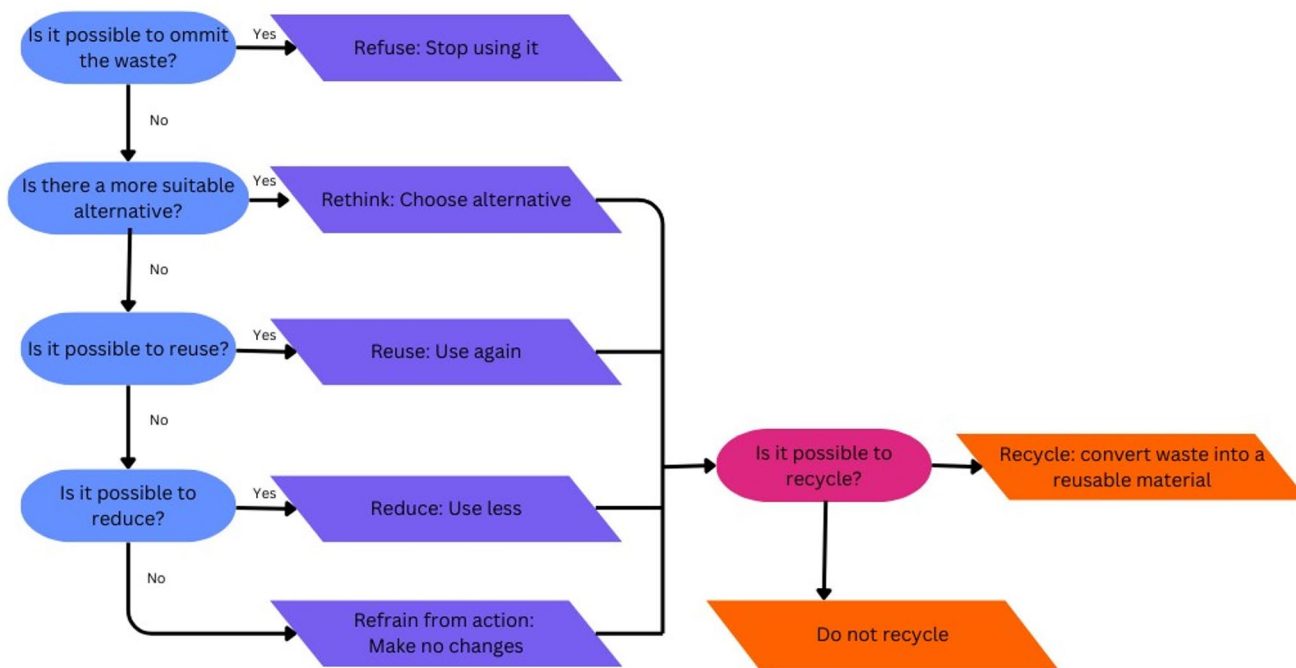 Is it possible to ommit
the waste?
Yes
Refuse: Stop using it
No
Is there a more suitable
alternative?
Yes
Rethink: Choose alternative
No
Is it possible to reuse?
Yes
Reuse: Use again
No
Is it possible to
reduce?
Yes
Reduce: Use less
No
Refrain from action:
Make no changes
Is it possible to
recycle?
Recycle: convert waste into a
reusable material
Do not recycle